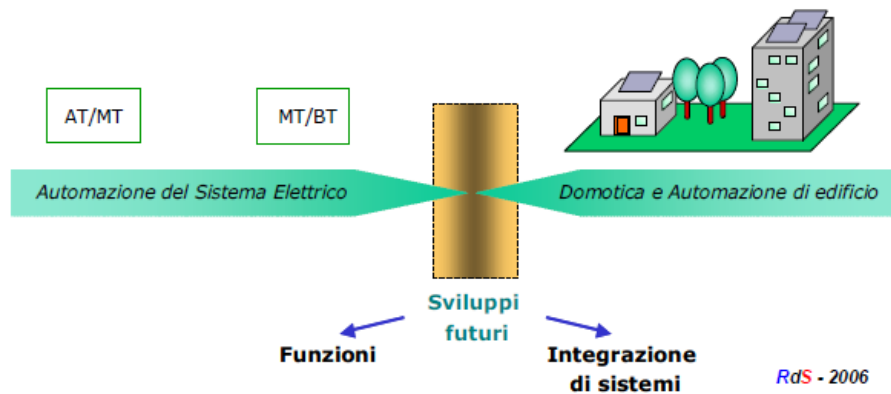 AT/MT
MT/BT
Automazione del Sistema Elettrico
Domotica e Automazione di edificio
Sviluppi
futuri
Funzioni
Integrazione
di sistemi
RdS - 2006